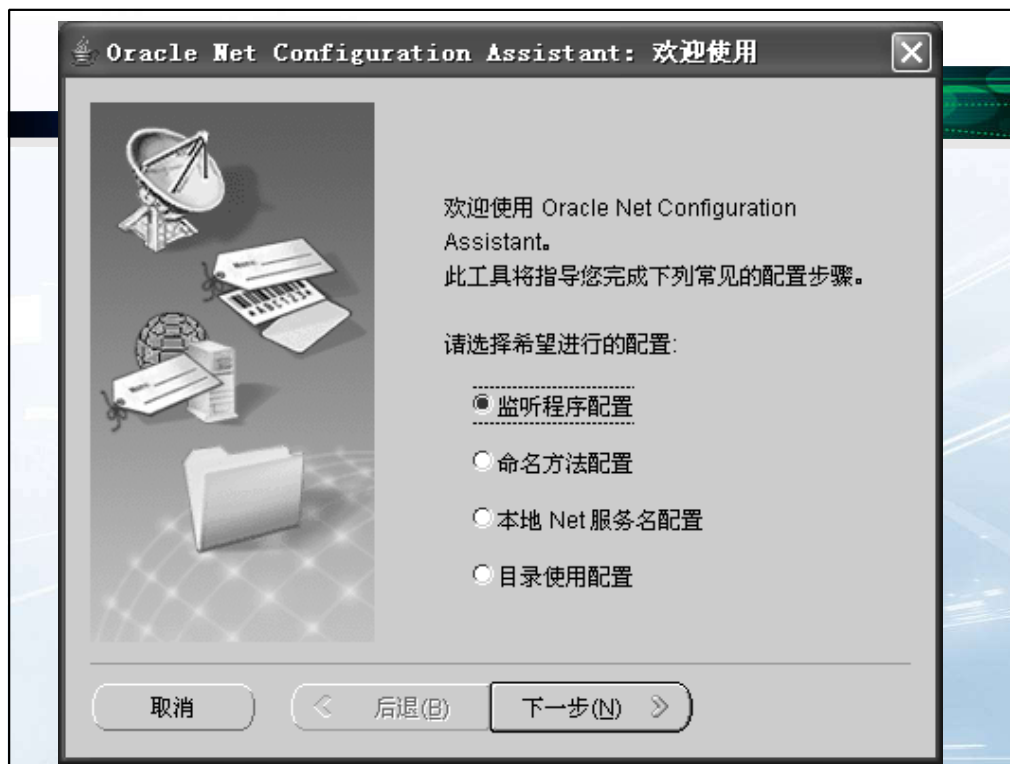 Oracle Net Configuration Assistant: 欢迎使用
欢迎使用 Oracle Net Configuration
Assistant。
此工具将指导您完成下列常见的配置步骤。
请选择希望进行的配置:
监听程序配置
命名方法配置
本地 Net 服务名配置
目录使用配置
取消
后退(B)
下一步(N)